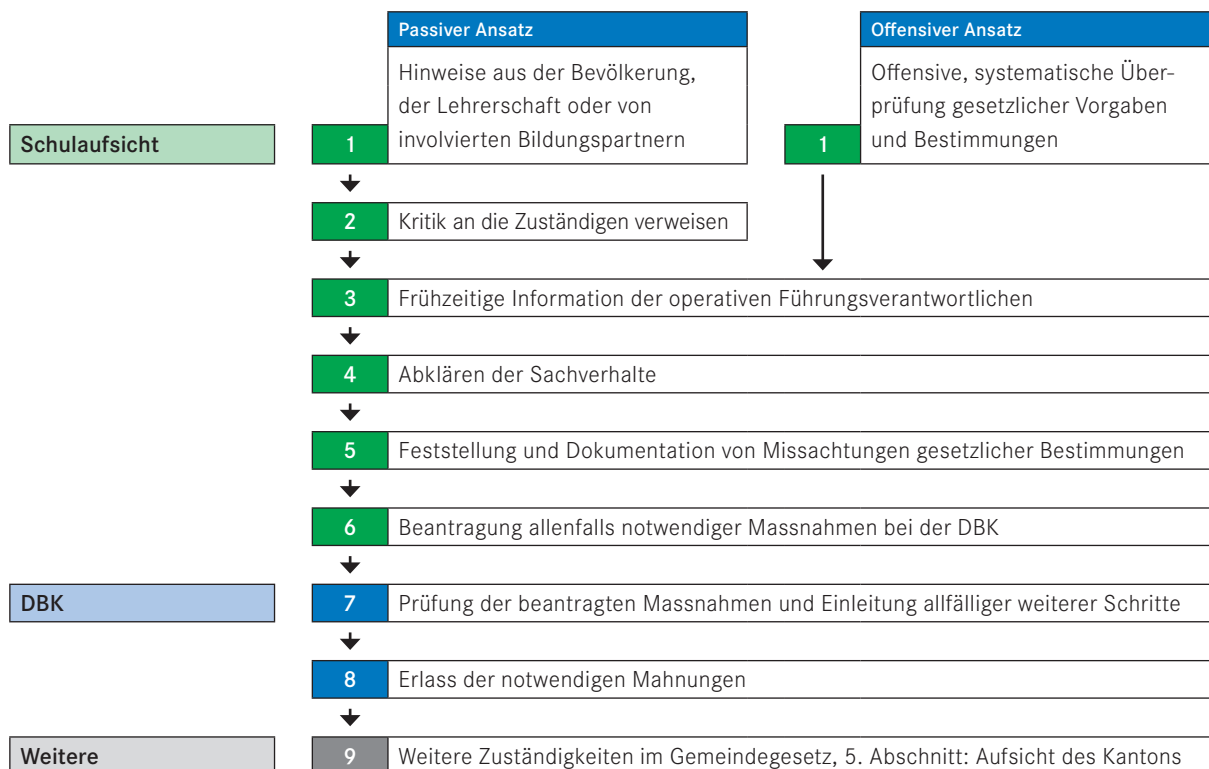 Passiver Ansatz
Hinweise aus der Bevölkerung,
der Lehrerschaft oder von
involvierten Bildungspartnern
Offensiver Ansatz
Offensive, systematische Über-
prüfung gesetzlicher Vorgaben
und Bestimmungen
Schulaufsicht
1
1
2 Kritik an die Zuständigen verweisen
3 Frühzeitige Information der operativen Führungsverantwortlichen
4 Abklären der Sachverhalte
5 Feststellung und Dokumentation von Missachtungen gesetzlicher Bestimmungen
6 Beantragung allenfalls notwendiger Massnahmen bei der DBK
DBK
7 Prüfung der beantragten Massnahmen und Einleitung allfälliger weiterer Schritte
8 Erlass der notwendigen Mahnungen
Weitere
9 Weitere Zuständigkeiten im Gemeindegesetz, 5. Abschnitt: Aufsicht des Kantons